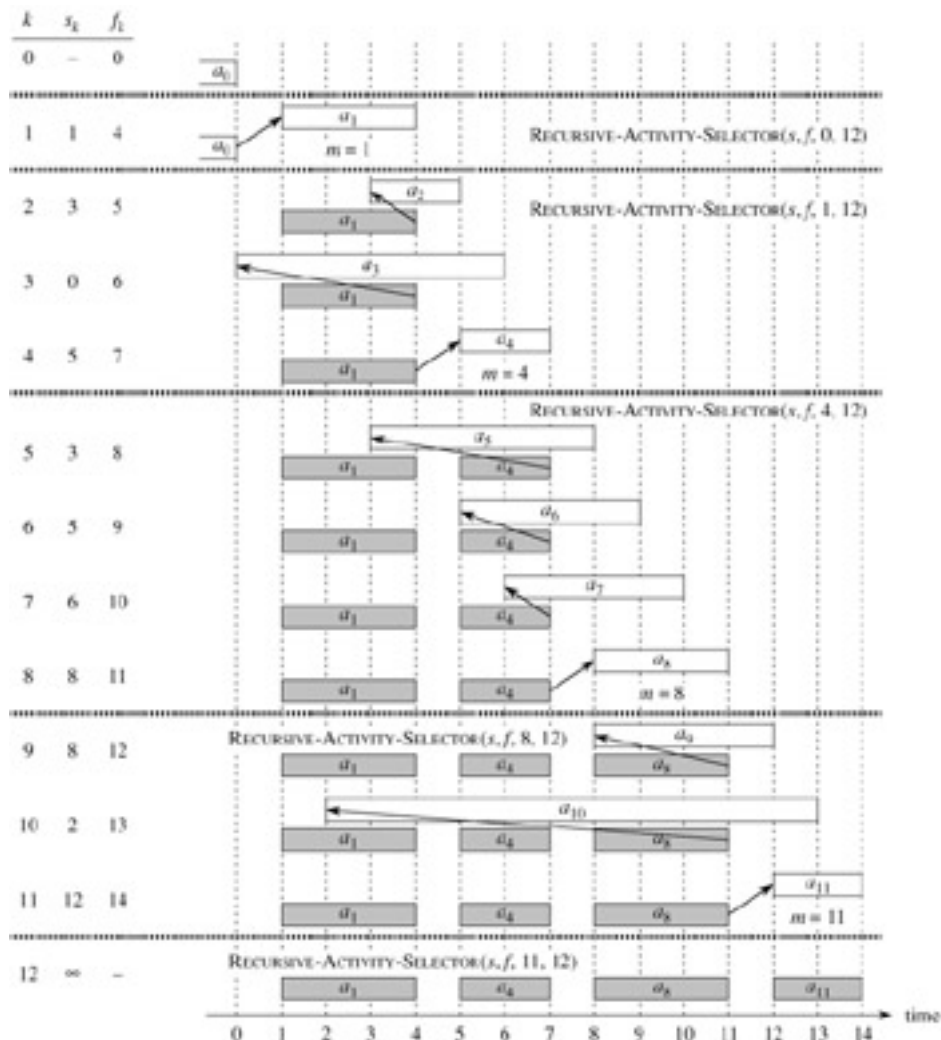 k s_k f_k
0 – 0
a_0
1 1 4
a_1
a_0
m = 1
RECURSIVE-ACTIVITY-SELECTOR(s, f, 0, 12)
2 3 5
a_2
a_1
RECURSIVE-ACTIVITY-SELECTOR(s, f, 1, 12)
3 0 6
a_3
a_1
4 5 7
a_4
a_1
m = 4
RECURSIVE-ACTIVITY-SELECTOR(s, f, 4, 12)
5 3 8
a_5
a_1 a_4
6 5 9
a_6
a_1 a_4
7 6 10
a_7
a_1 a_4
8 8 11
a_8
a_1 a_4
m = 8
RECURSIVE-ACTIVITY-SELECTOR(s, f, 8, 12)
9 8 12
a_9
a_1 a_4 a_8
10 2 13
a_10
a_1 a_4 a_8
11 12 14
a_11
a_1 a_4 a_8
m = 11
RECURSIVE-ACTIVITY-SELECTOR(s, f, 11, 12)
12 ∞ –
a_1 a_4 a_8 a_11
time
0 1 2 3 4 5 6 7 8 9 10 11 12 13 14